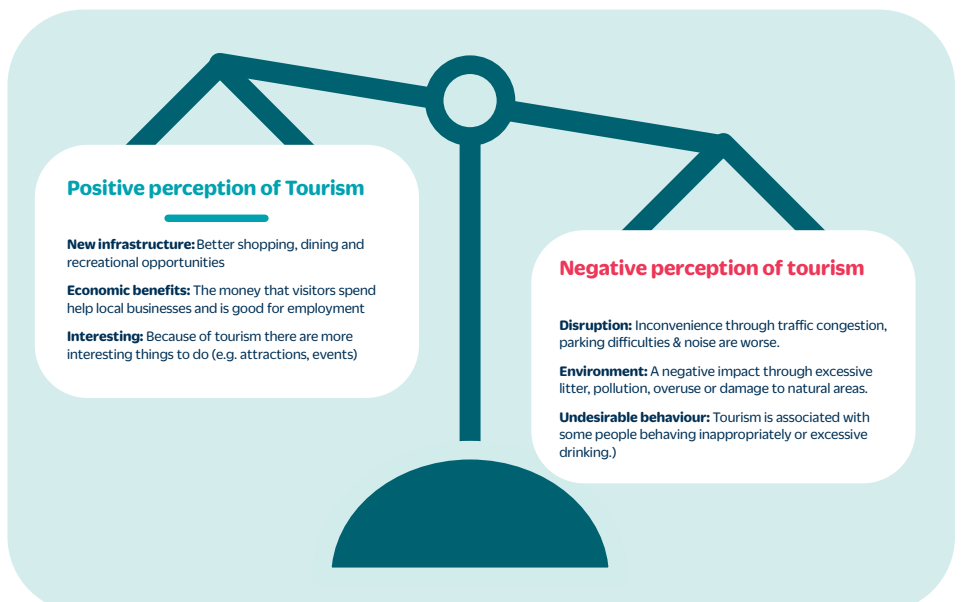 Positive perception of Tourism
New infrastructure: Better shopping, dining and
recreational opportunities
Economic benefits: The money that visitors spend
help local businesses and is good for employment
Interesting: Because of tourism there are more
interesting things to do (e.g. attractions, events)
Negative perception of tourism
Disruption: Inconvenience through traffic congestion,
parking difficulties & noise are worse.
Environment: A negative impact through excessive
litter, pollution, overuse or damage to natural areas.
Undesirable behaviour: Tourism is associated with
some people behaving inappropriately or excessive
drinking.)